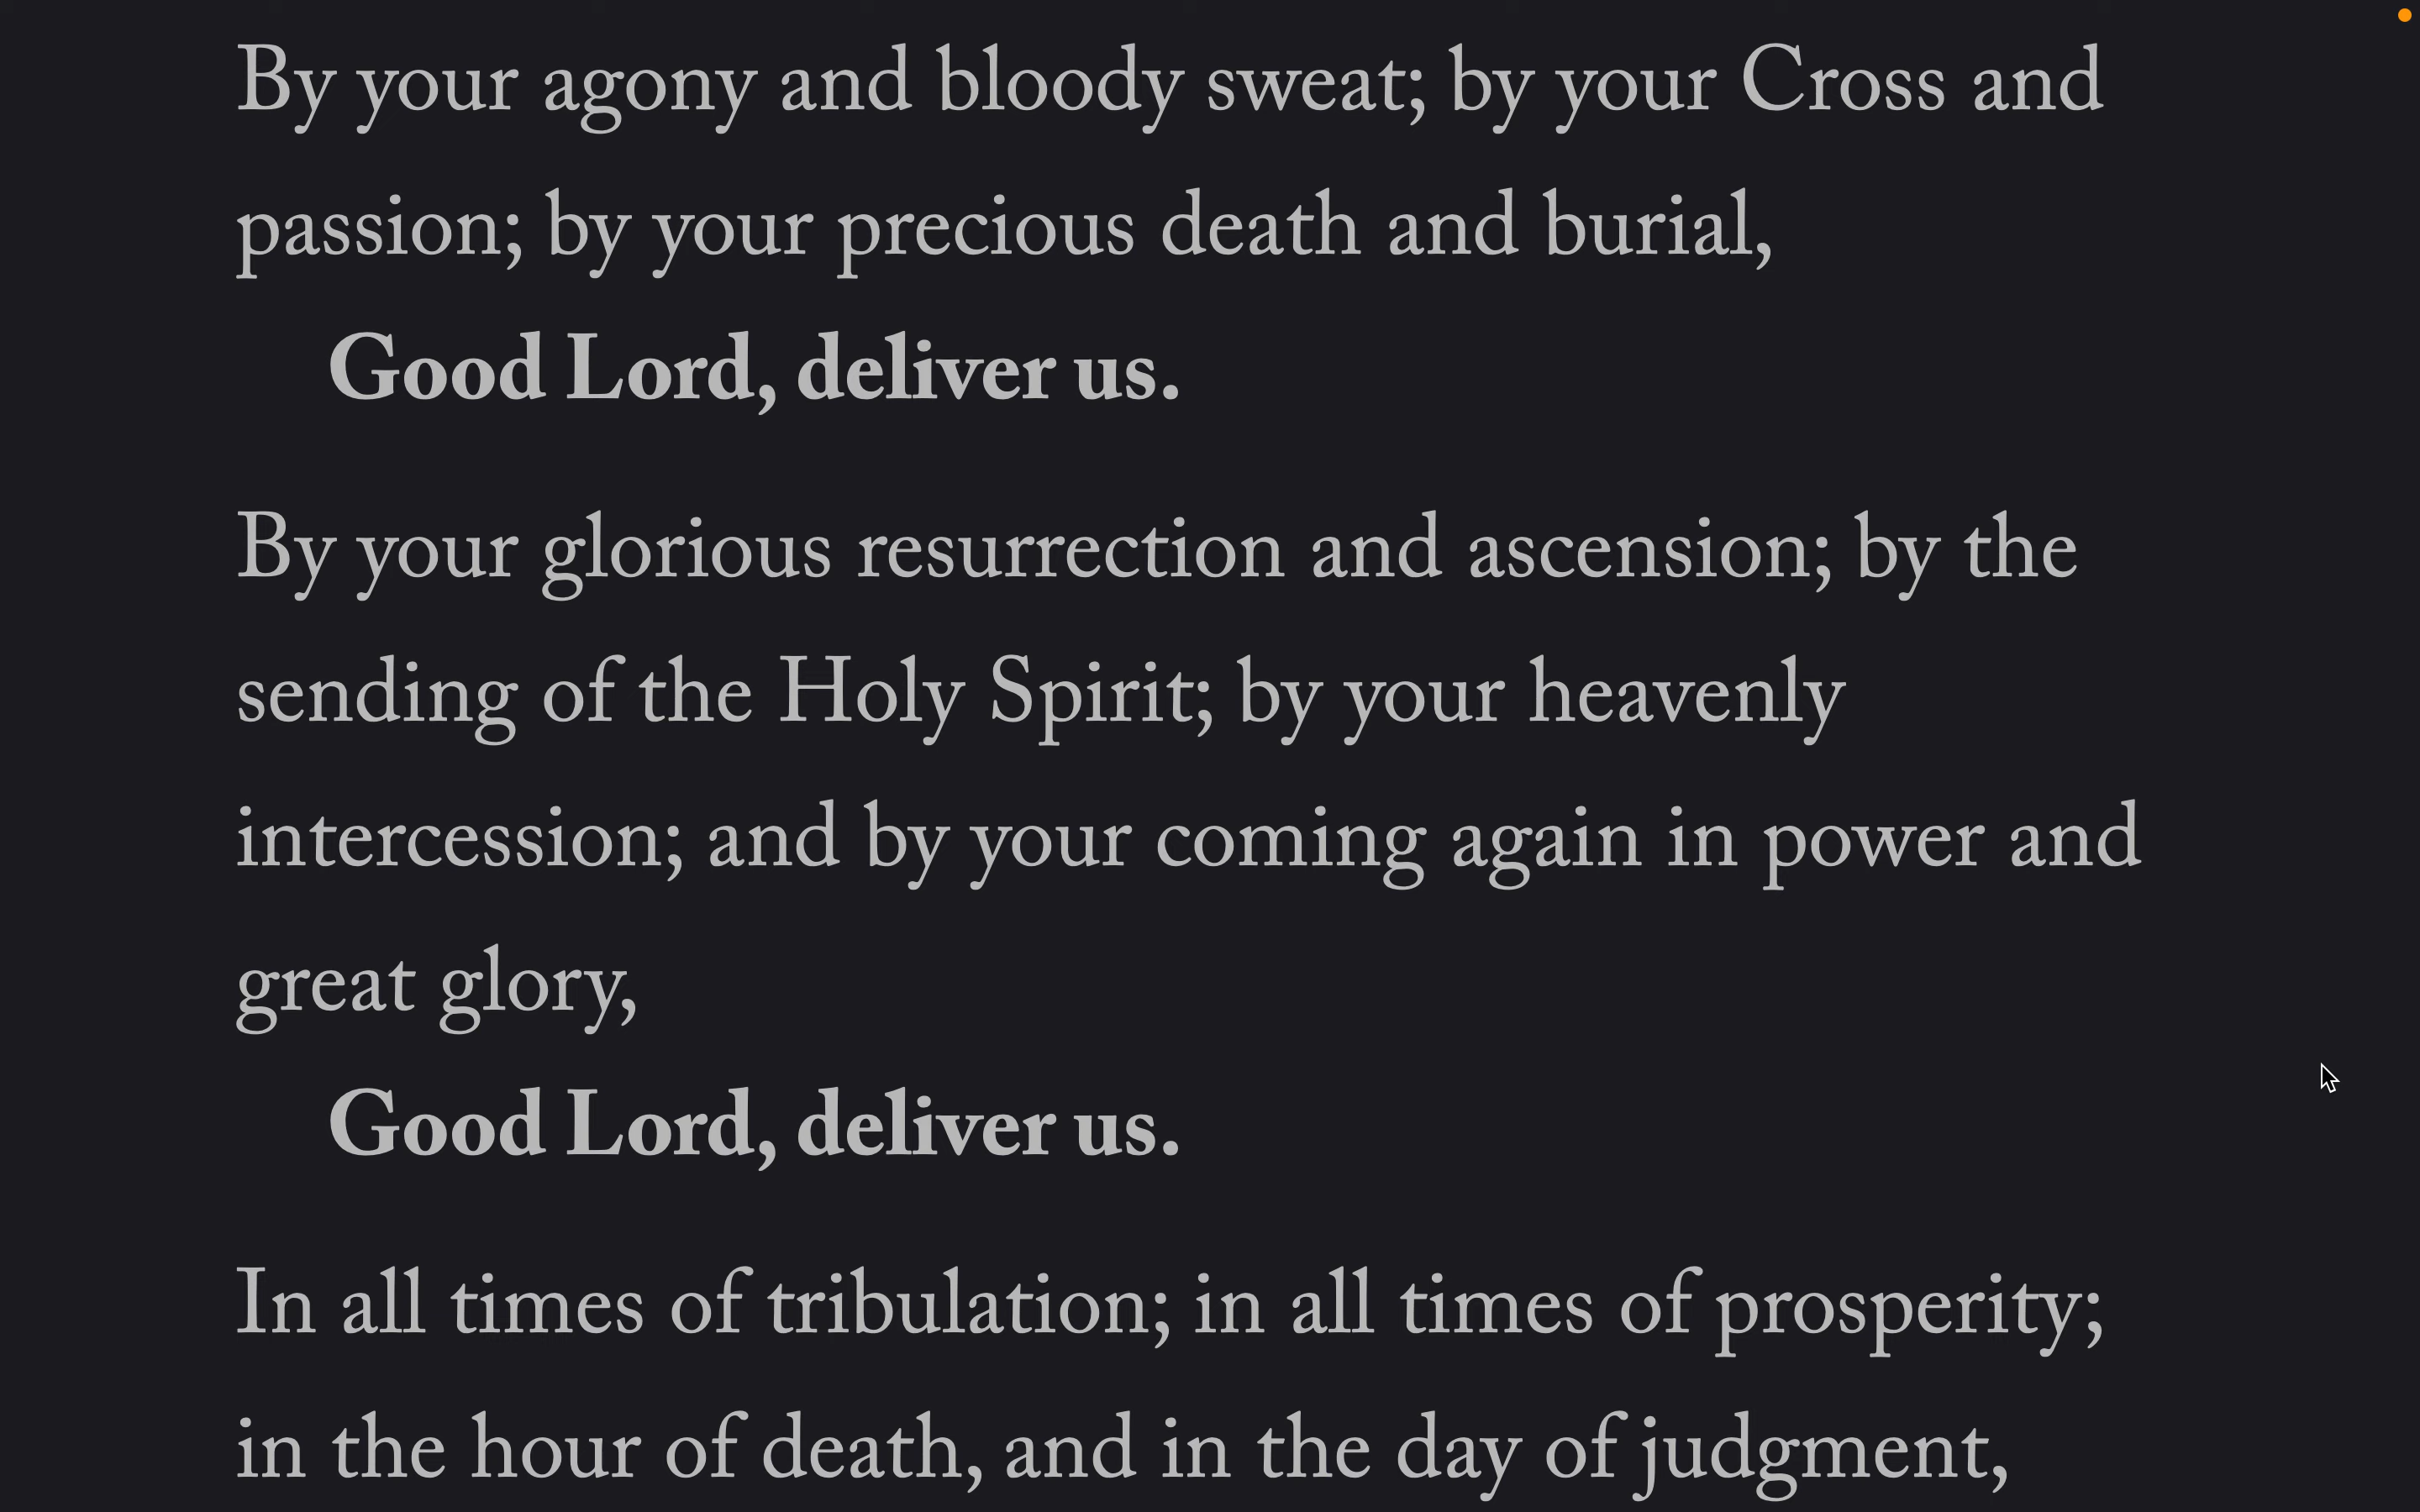 By your agony and bloody sweat; by your Cross and
passion; by your precious death and burial,
Good Lord, deliver us.
By your glorious resurrection and ascension; by the
sending of the Holy Spirit; by your heavenly
intercession; and by your coming again in power and
great glory,
Good Lord, deliver us.
In all times of tribulation; in all times of prosperity;
in the hour of death, and in the day of judgment,